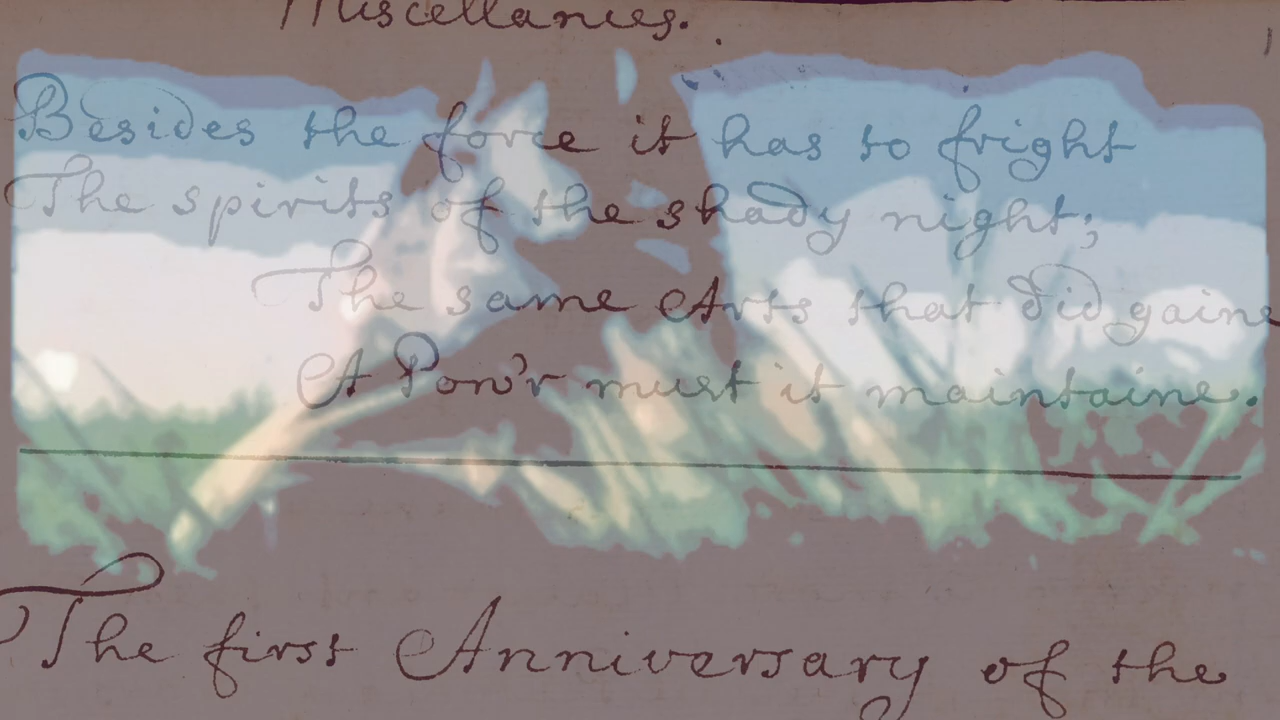 Miscellanies.
Besides the force it has to fright
The spirits of the shady night;
The same Arts that did gaine
A Pow'r must it maintaine.
The first Anniversary of the